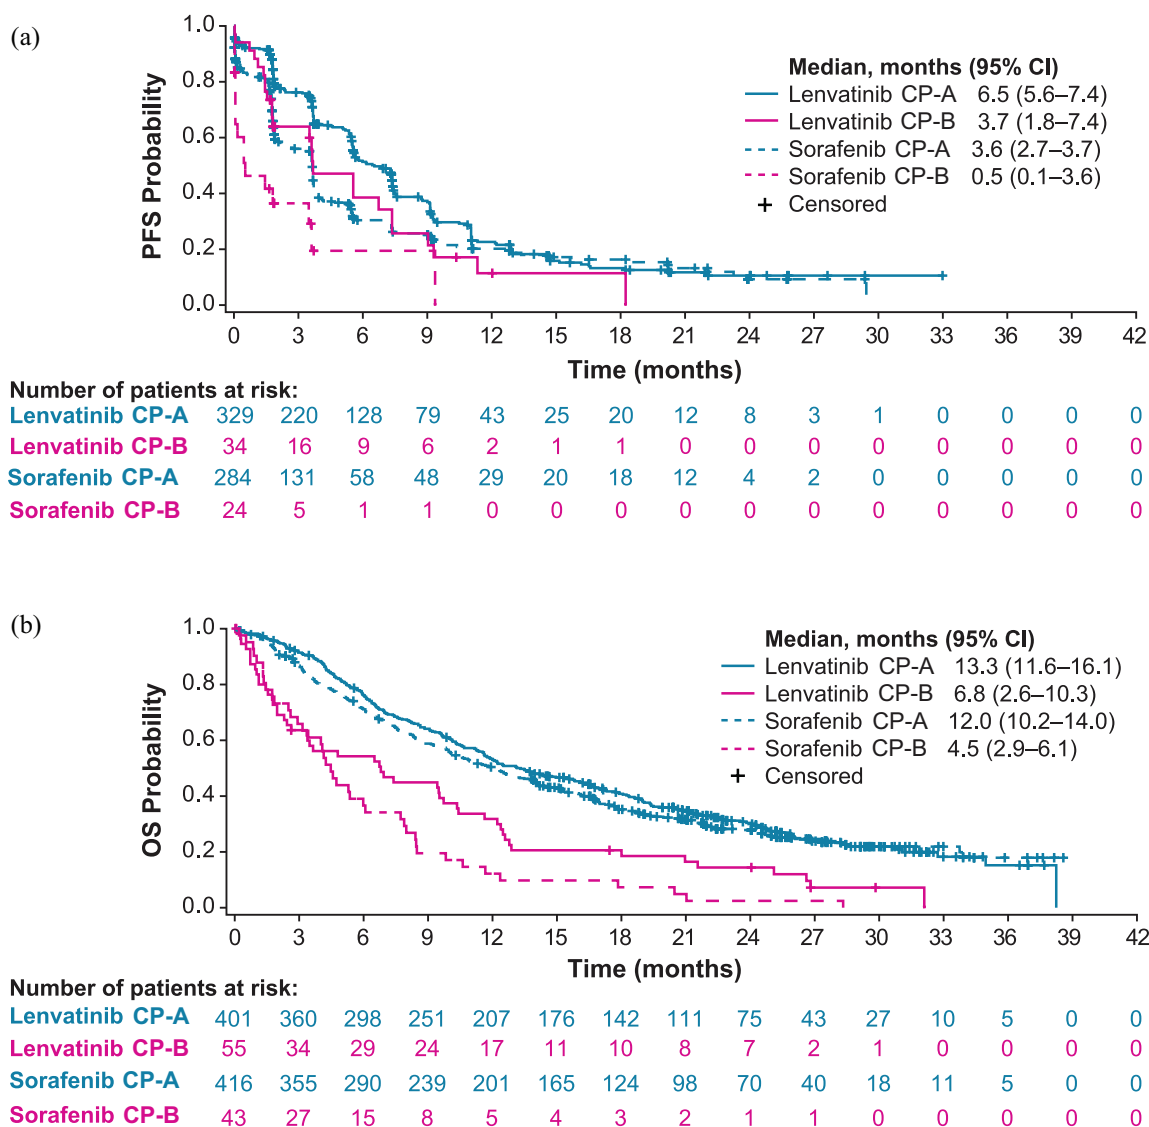 (a)
PFS Probability
1.0
0.8
0.6
0.4
0.2
0.0
Median, months (95% CI)
Lenvatinib CP-A 6.5 (5.6–7.4)
Lenvatinib CP-B 3.7 (1.8–7.4)
Sorafenib CP-A 3.6 (2.7–3.7)
Sorafenib CP-B 0.5 (0.1–3.6)
+ Censored
0 3 6 9 12 15 18 21 24 27 30 33 36 39 42
Time (months)
Number of patients at risk:
Lenvatinib CP-A 329 220 128 79 43 25 20 12 8 3 1 0 0 0 0
Lenvatinib CP-B 34 16 9 6 2 1 1 0 0 0 0 0 0 0 0
Sorafenib CP-A 284 131 58 48 29 20 18 12 4 2 0 0 0 0 0
Sorafenib CP-B 24 5 1 1 0 0 0 0 0 0 0 0 0 0 0
(b)
OS Probability
1.0
0.8
0.6
0.4
0.2
0.0
Median, months (95% CI)
Lenvatinib CP-A 13.3 (11.6–16.1)
Lenvatinib CP-B 6.8 (2.6–10.3)
Sorafenib CP-A 12.0 (10.2–14.0)
Sorafenib CP-B 4.5 (2.9–6.1)
+ Censored
0 3 6 9 12 15 18 21 24 27 30 33 36 39 42
Time (months)
Number of patients at risk:
Lenvatinib CP-A 401 360 298 251 207 176 142 111 75 43 27 10 5 0 0
Lenvatinib CP-B 55 34 29 24 17 11 10 8 7 2 1 0 0 0 0
Sorafenib CP-A 416 355 290 239 201 165 124 98 70 40 18 11 5 0 0
Sorafenib CP-B 43 27 15 8 5 4 3 2 1 1 0 0 0 0 0